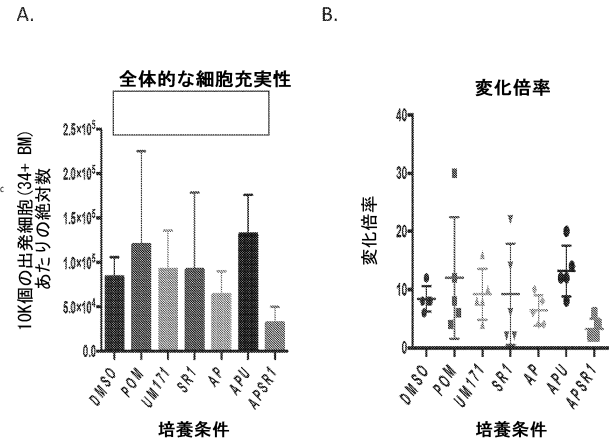 A.
全体的な細胞充実性
10K個の出発細胞(34+ BM)
あたりの絶対数
2.5×10⁵
2.0×10⁵
1.5×10⁵
1.0×10⁵
5.0×10⁴
0.0
DMSO
POM
UM171
SR1
AP
APU
APSR1
培養条件
c
B.
変化倍率
変化倍率
40
30
20
10
0
DMSO
POM
UM171
SR1
AP
APU
APSR1
培養条件